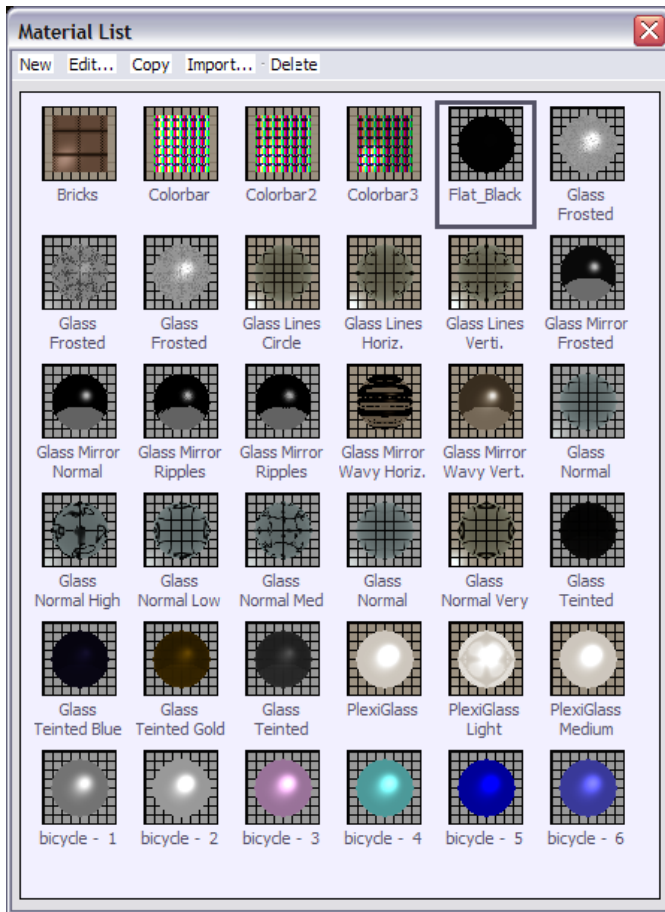 Material List
New Edit... Copy Import... Delete
Bricks Colorbar Colorbar2 Colorbar3 Flat_Black Glass
Frosted
Glass Glass Glass Lines Glass Lines Glass Lines Glass Mirror
Frosted Frosted Circle Horiz. Verti. Frosted
Glass Mirror Glass Mirror Glass Mirror Glass Mirror Glass Mirror Glass
Normal Ripples Ripples Wavy Horiz. Wavy Vert. Normal
Glass Glass Glass Glass Glass Glass
Normal High Normal Low Normal Med Normal Normal Very Teinted
Glass Glass Glass PlexiGlass PlexiGlass PlexiGlass
Teinted Blue Teinted Gold Teinted Light Medium
bicycle - 1 bicycle - 2 bicycle - 3 bicycle - 4 bicycle - 5 bicycle - 6